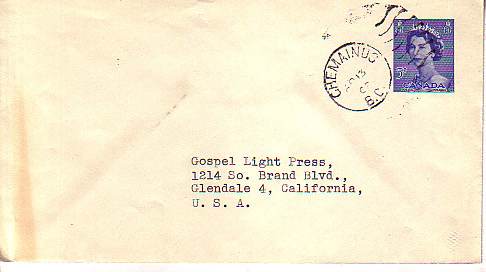 CHEMAINUS
B.C.
CANADA
Gospel Light Press,
1214 So. Brand Blvd.,
Glendale 4, California,
U. S. A.